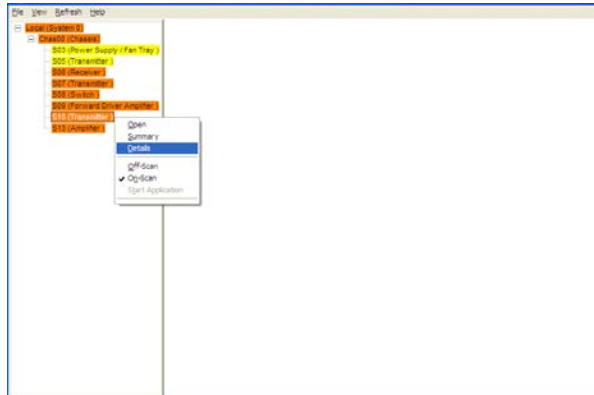 File View Refresh Help
Local (System 0)
Chas00 (Chassis)
S03 (Power Supply / Fan Tray )
S05 (Transmitter )
S06 (Receiver )
S07 (Transmitter )
S08 (Switch )
S09 (Forward Driver Amplifier )
S10 (Transmitter )
S13 (Amplifier )
Open
Summary
Details
Off-Scan
On-Scan
Start Application